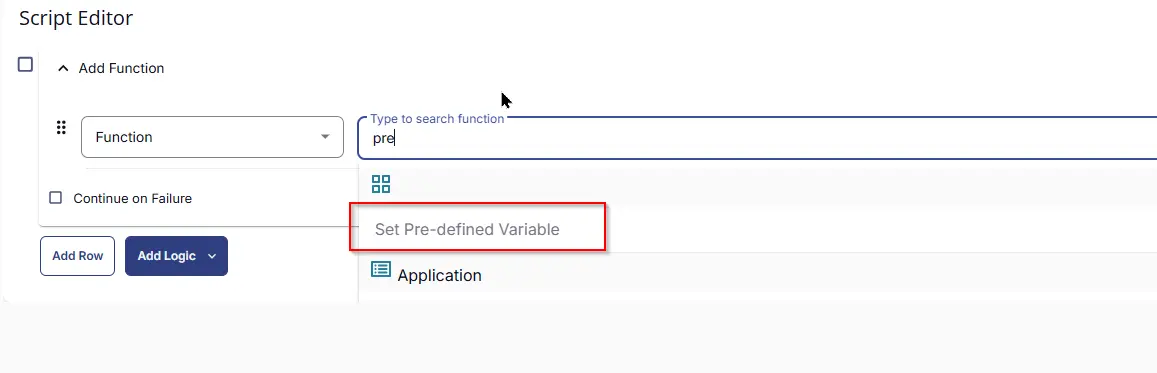 Script Editor
Add Function
Type to search function
Function
pre
Continue on Failure
Set Pre-defined Variable
Add Row
Add Logic
Application